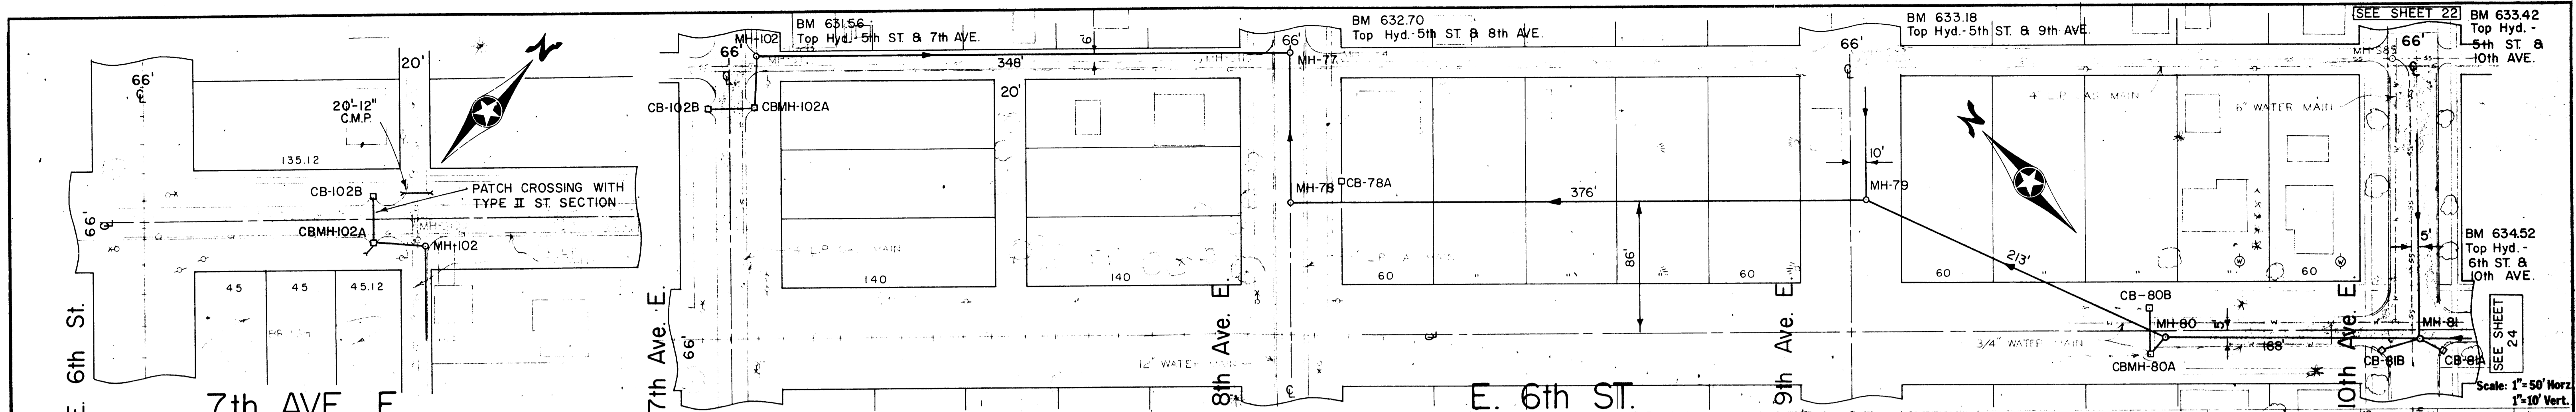 BM 631.56
Top Hyd.-5th ST. & 7th AVE.
BM 632.70
Top Hyd.-5th ST. & 8th AVE.
BM 633.18
Top Hyd.-5th ST. & 9th AVE.
SEE SHEET 22
BM 633.42
Top Hyd.-
5th ST. &
10th AVE.
66'
20'
N
20'-12"
C.M.P.
135.12
CB-102B
PATCH CROSSING WITH
TYPE II ST. SECTION
CBMH-102A
MH-102
66'
45
45
45.12
E. 6th St.
7th AVE. E.
MH-102
66'
6'
348'
CB-102B
CBMH-102A
20'
140
140
7th Ave. E.
66'
12" WATER
66'
MH-77
MH-78
CB-78A
376'
86'
60
"
"
60
8th Ave. E.
E. 6th ST.
66'
10'
MH-79
9th Ave. E.
213'
N
60
"
"
60
6" WATER MAIN
CB-80B
MH-80
5'
188'
3/4" WATER MAIN
CBMH-80A
10th Ave. E.
66'
5'
BM 634.52
Top Hyd.-
6th ST. &
10th AVE.
MH-81
CB-81B
CB-81A
SEE SHEET
24
Scale: 1"=50' Horz.
1"=10' Vert.